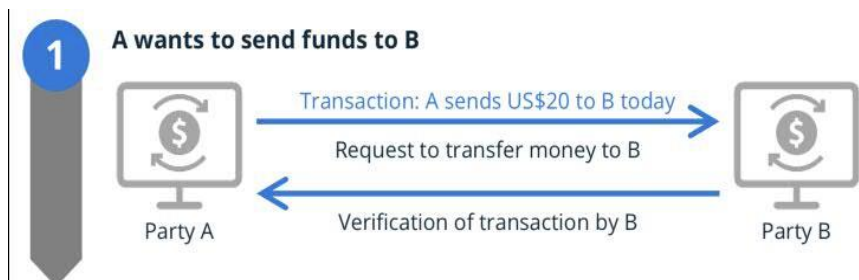 1
A wants to send funds to B
Transaction: A sends US$20 to B today
Request to transfer money to B
$
$
Verification of transaction by B
Party A
Party B